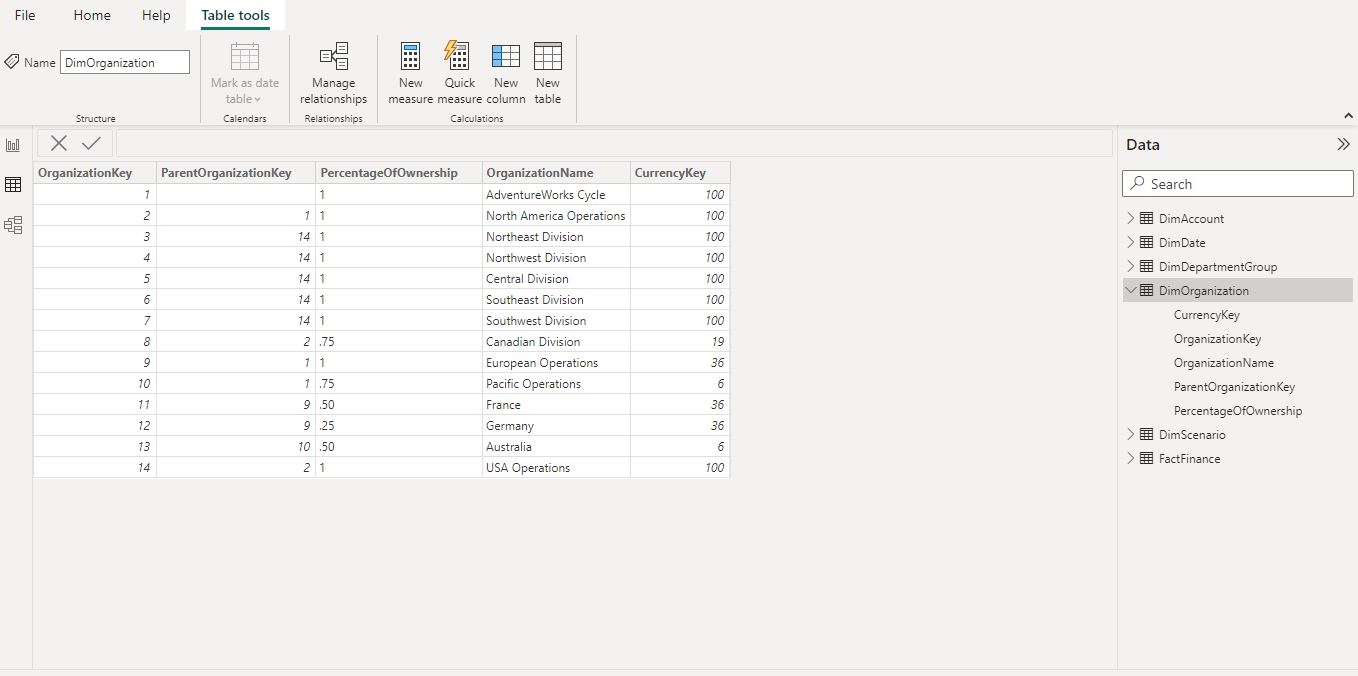 File Home Help Table tools
Name DimOrganization
Mark as date table
Manage relationships
New measure
Quick measure
New column
New table
Structure Calendars Relationships Calculations
Data
Search
OrganizationKey ParentOrganizationKey PercentageOfOwnership OrganizationName CurrencyKey
1 1 AdventureWorks Cycle 100
2 1 1 North America Operations 100
3 14 1 Northeast Division 100
4 14 1 Northwest Division 100
5 14 1 Central Division 100
6 14 1 Southeast Division 100
7 14 1 Southwest Division 100
8 2 .75 Canadian Division 19
9 1 1 European Operations 36
10 1 .75 Pacific Operations 6
11 9 .50 France 36
12 9 .25 Germany 36
13 10 .50 Australia 6
14 2 1 USA Operations 100
DimAccount
DimDate
DimDepartmentGroup
DimOrganization
CurrencyKey
OrganizationKey
OrganizationName
ParentOrganizationKey
PercentageOfOwnership
DimScenario
FactFinance